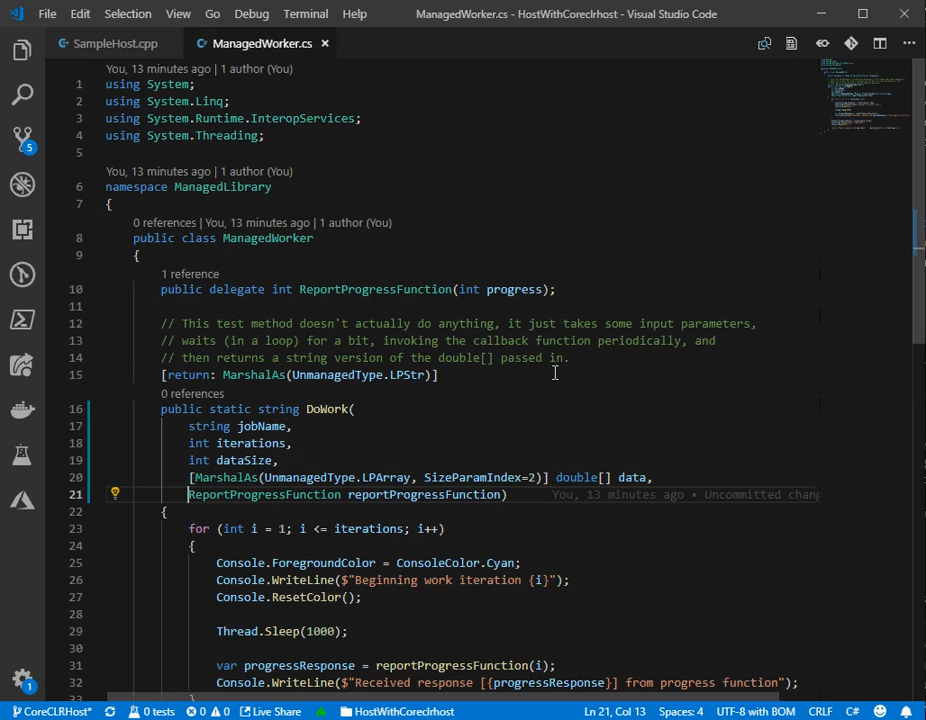 File Edit Selection View Go Debug Terminal Help ManagedWorker.cs - HostWithCoreclrhost - Visual Studio Code
SampleHost.cpp ManagedWorker.cs
You, 13 minutes ago | 1 author (You)
1 using System;
2 using System.Linq;
3 using System.Runtime.InteropServices;
4 using System.Threading;
5
You, 13 minutes ago | 1 author (You)
6 namespace ManagedLibrary
7 {
0 references | You, 13 minutes ago | 1 author (You)
8 public class ManagedWorker
9 {
1 reference
10 public delegate int ReportProgressFunction(int progress);
11
12 // This test method doesn't actually do anything, it just takes some input parameters,
13 // waits (in a loop) for a bit, invoking the callback function periodically, and
14 // then returns a string version of the double[] passed in.
15 [return: MarshalAs(UnmanagedType.LPStr)]
0 references
16 public static string DoWork(
17 string jobName,
18 int iterations,
19 int dataSize,
20 [MarshalAs(UnmanagedType.LPArray, SizeParamIndex=2)] double[] data,
21 ReportProgressFunction reportProgressFunction) You, 13 minutes ago • Uncommitted chang
22 {
23 for (int i = 1; i <= iterations; i++)
24 {
25 Console.ForegroundColor = ConsoleColor.Cyan;
26 Console.WriteLine($"Beginning work iteration {i}");
27 Console.ResetColor();
28
29 Thread.Sleep(1000);
30
31 var progressResponse = reportProgressFunction(i);
32 Console.WriteLine($"Received response [{progressResponse}] from progress function");
33 }
5
1
CoreCLRHost* 0 tests 0 0 Live Share HostWithCoreclrhost Ln 21, Col 13 Spaces: 4 UTF-8 with BOM CRLF C#